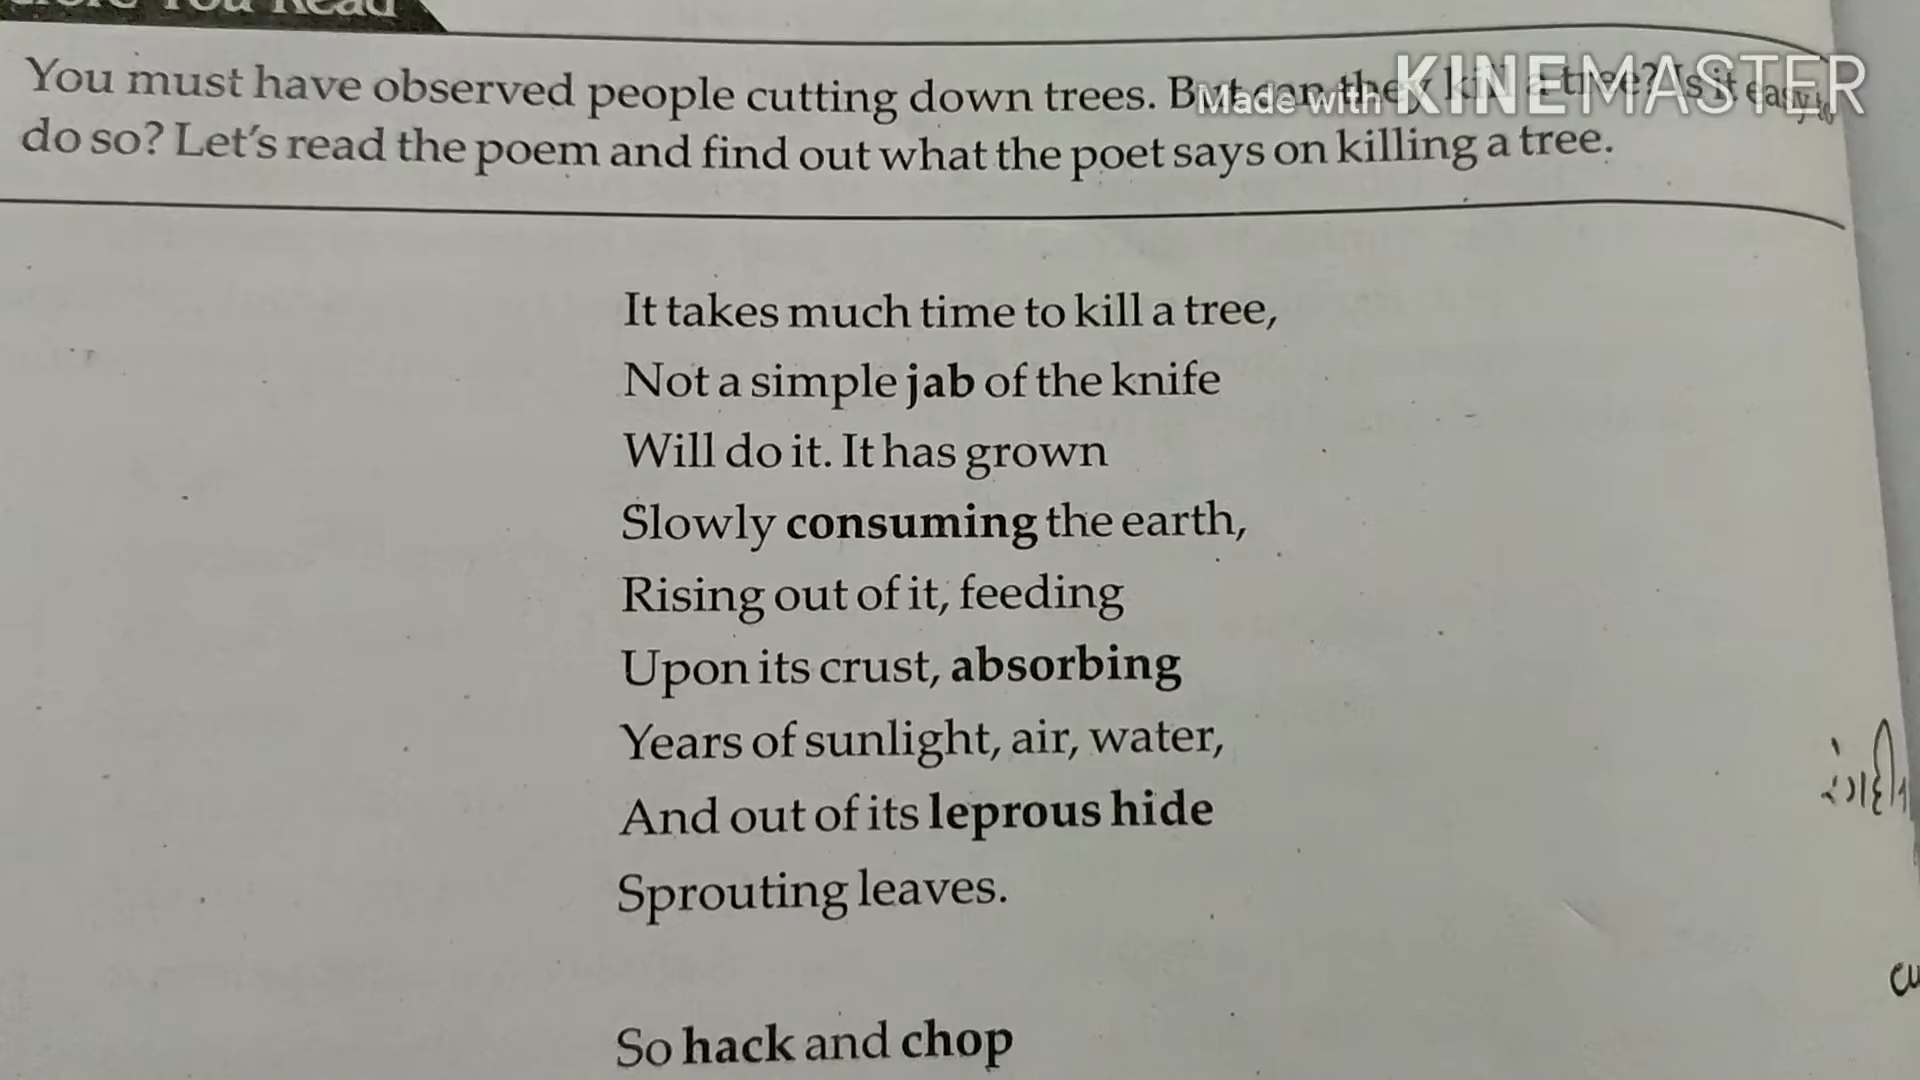 You Read
You must have observed people cutting down trees. But can they kill a tree? Is it easy to
Made with KINEMASTER
do so? Let's read the poem and find out what the poet says on killing a tree.
It takes much time to kill a tree,
Not a simple jab of the knife
Will do it. It has grown
Slowly consuming the earth,
Rising out of it, feeding
Upon its crust, absorbing
Years of sunlight, air, water,
And out of its leprous hide
Sprouting leaves.
So hack and chop